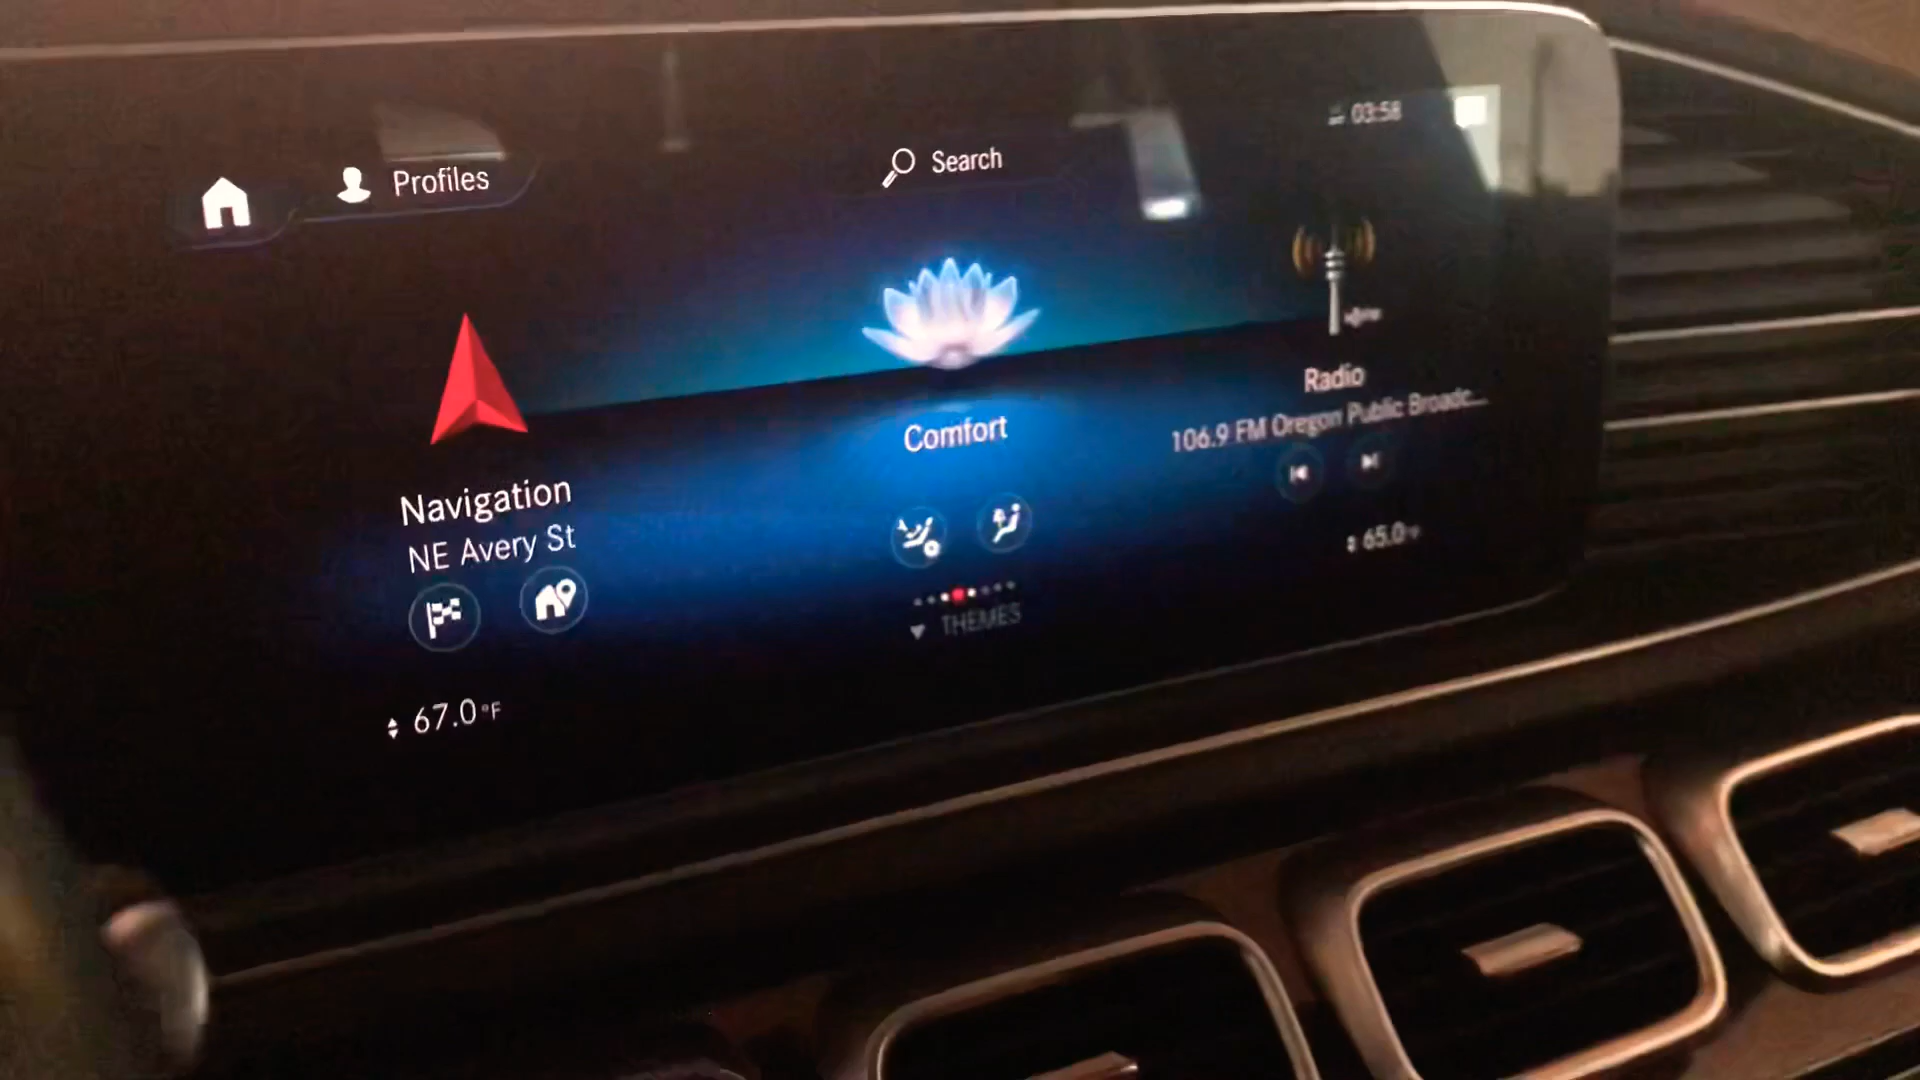 Profiles
Search
03:58
Navigation
NE Avery St
Comfort
Radio
106.9 FM Oregon Public Broadc...
THEMES
67.0°F
65.0°F